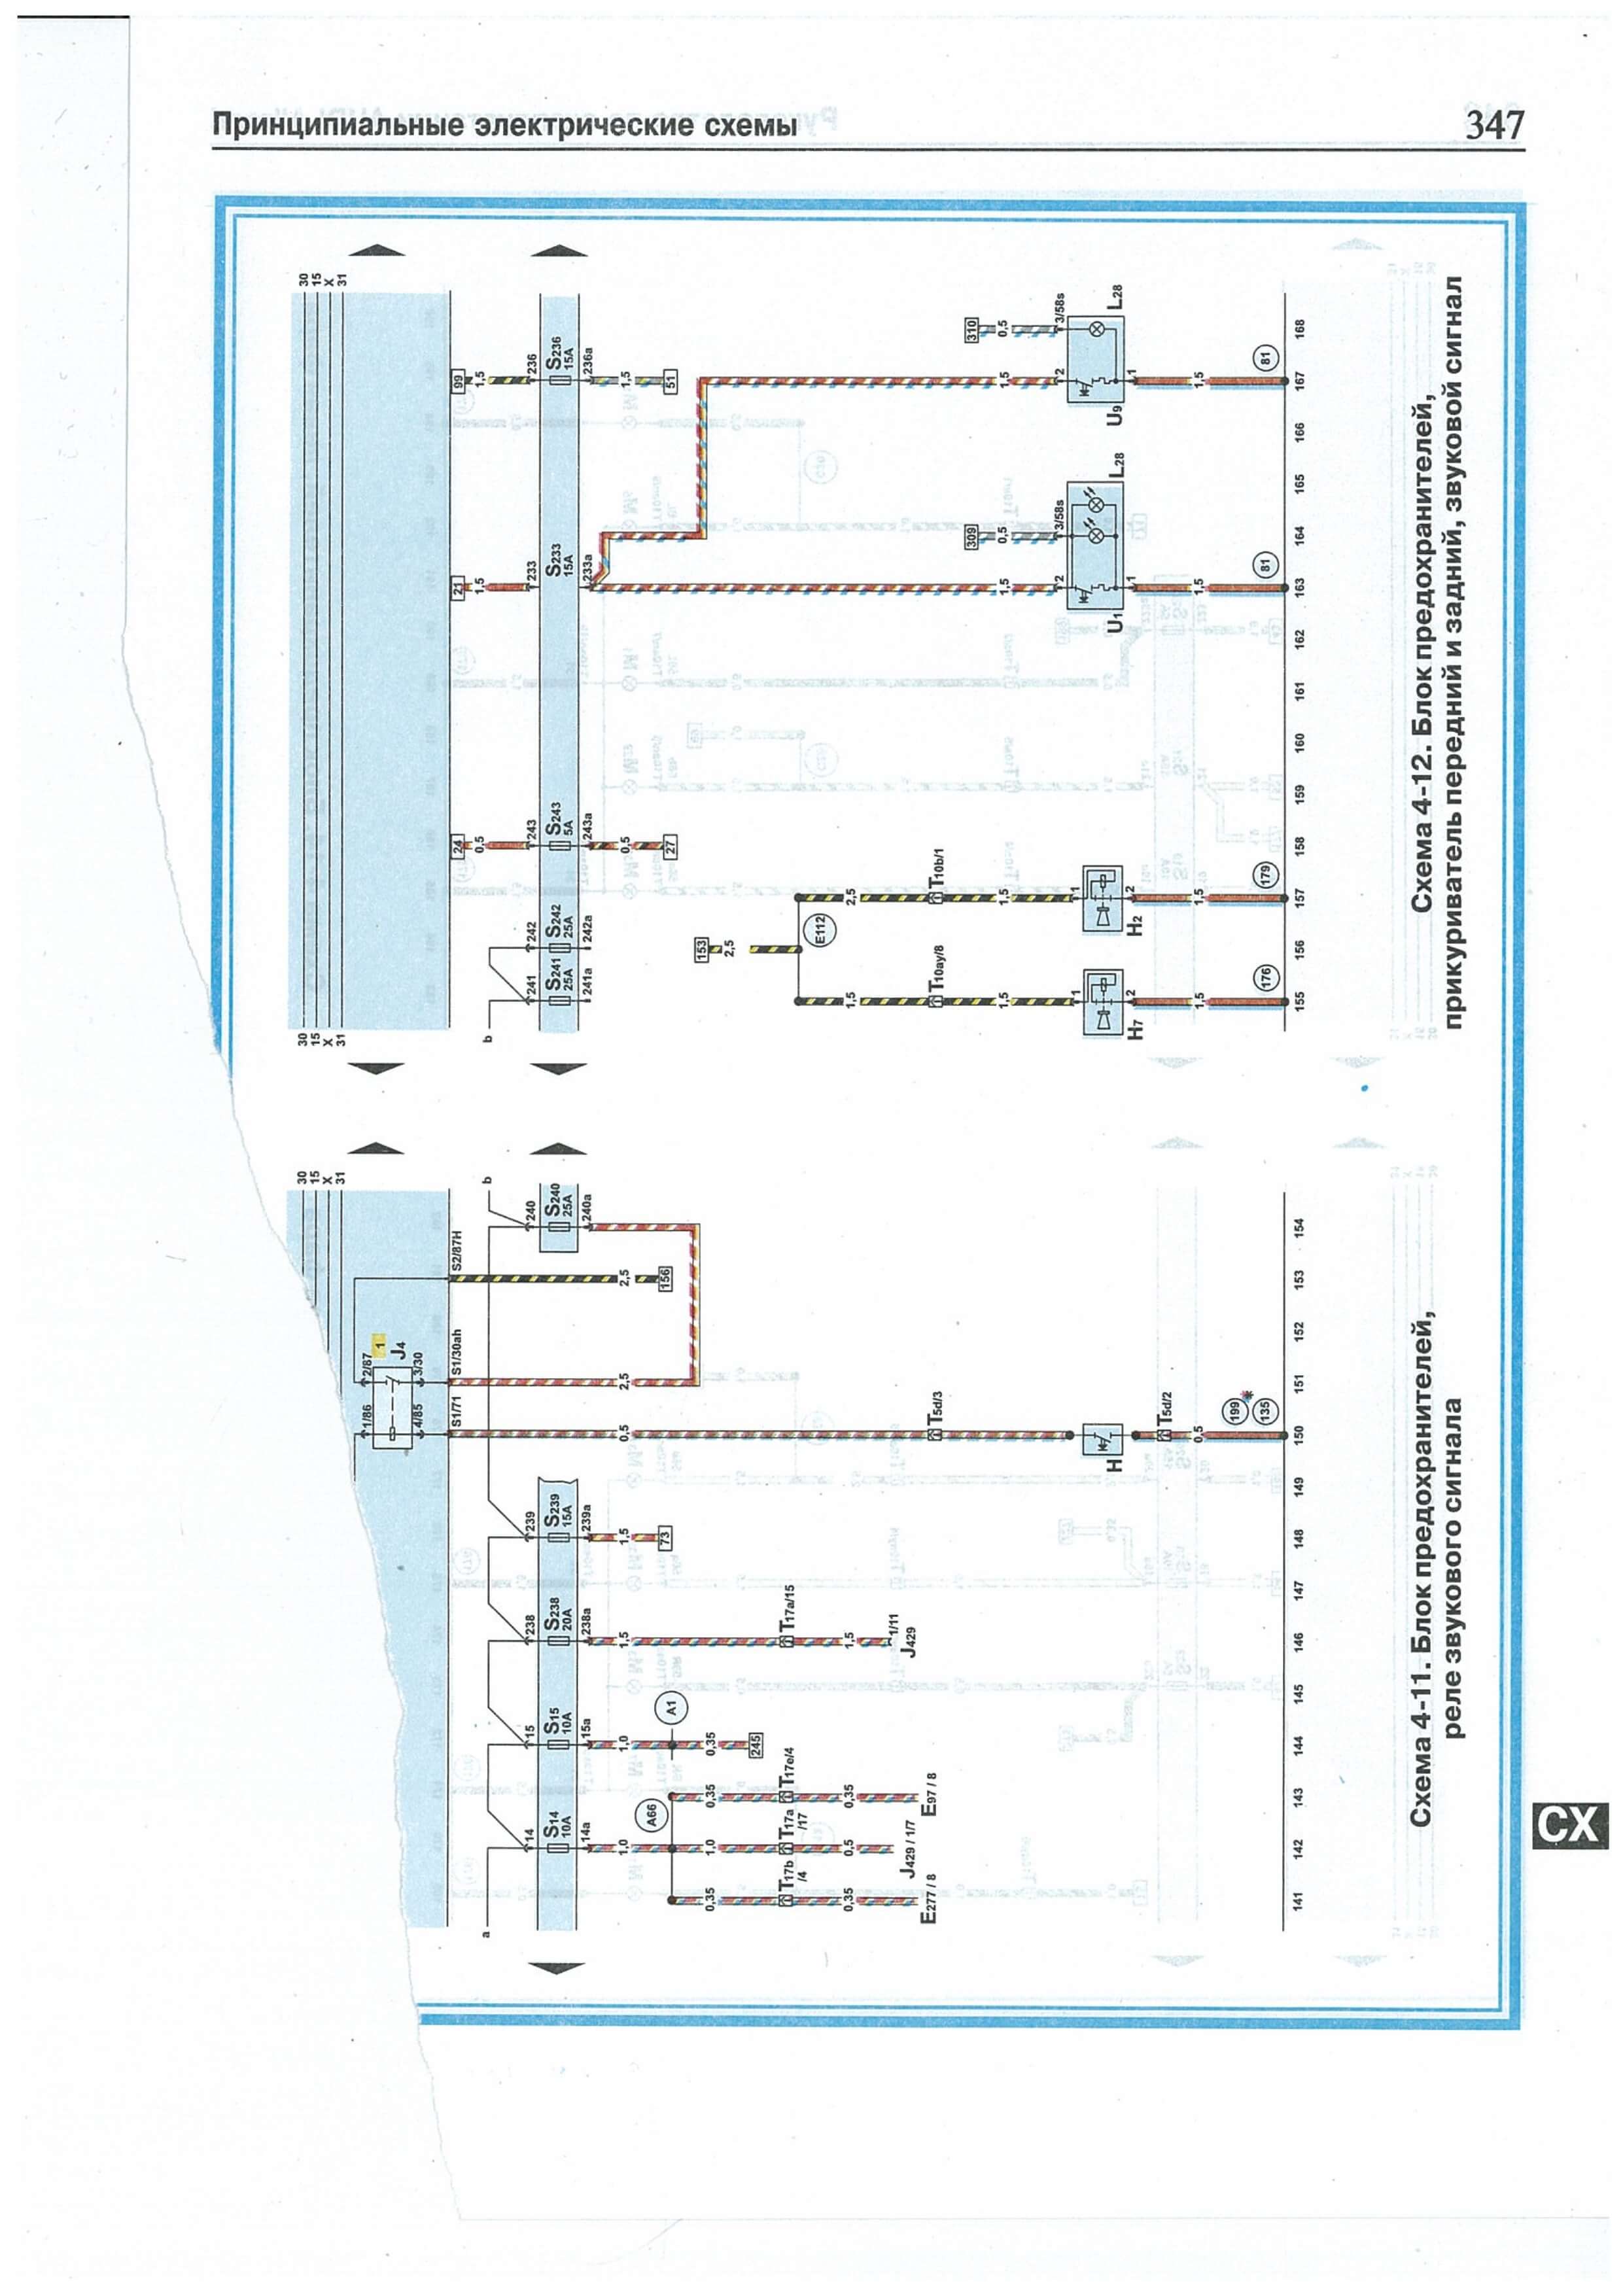 Принципиальные электрические схемы
347
30
15
X
31
30
15
X
31
99
1,5
236
S236
15A
236a
1,5
51
21
1,5
233
S233
15A
233a
1,5
2
U1
L28
309
0,5
3/58s
1
1,5
81
1,5
2
U9
L28
310
0,5
3/58s
1
1,5
81
24
0,5
243
S243
5A
243a
0,5
27
b
241
S241
25A
241a
242
S242
25A
242a
153
2,5
E112
2,5
T10b/1
1,5
1
H2
2
1,5
179
1,5
T10ay/8
1,5
1
H7
2
1,5
176
155
156
157
158
159
160
161
162
163
164
165
166
167
168
Схема 4-12. Блок предохранителей,
прикуриватель передний и задний, звуковой сигнал
30
15
X
31
a
14
S14
10A
14a
1,0
15
S15
10A
15a
1,0
A1
0,35
245
A66
0,35
T17b
/4
0,35
E277 / 8
1,0
T17a
/17
0,5
J429 / 1/7
0,35
T17e/4
0,35
E97 / 8
238
S238
20A
238a
1,5
T17a/15
1,5
1/11
J429
239
S239
15A
239a
1,5
73
1/86
2/87
1
J4
4/85
3/30
S1/71
S1/30ah
S2/87H
0,5
2,5
2,5
156
b
240
S240
25A
240a
T5d/3
H
T5d/2
0,5
199
*
135
141
142
143
144
145
146
147
148
149
150
151
152
153
154
Схема 4-11. Блок предохранителей,
реле звукового сигнала
СХ